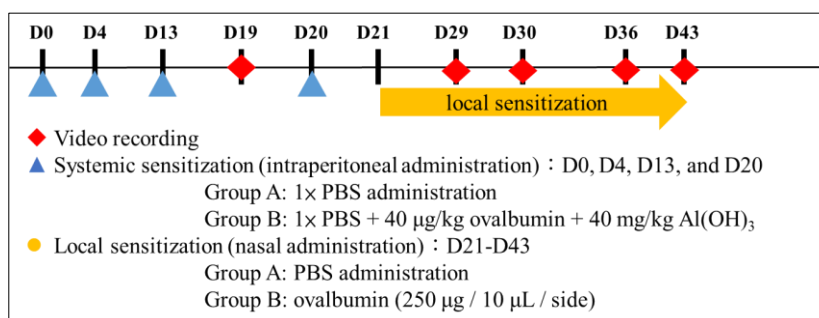 D0 D4 D13 D19 D20 D21 D29 D30 D36 D43
local sensitization
Video recording
Systemic sensitization (intraperitoneal administration)：D0, D4, D13, and D20
Group A: 1× PBS administration
Group B: 1× PBS + 40 μg/kg ovalbumin + 40 mg/kg Al(OH)₃
Local sensitization (nasal administration)：D21-D43
Group A: PBS administration
Group B: ovalbumin (250 μg / 10 μL / side)